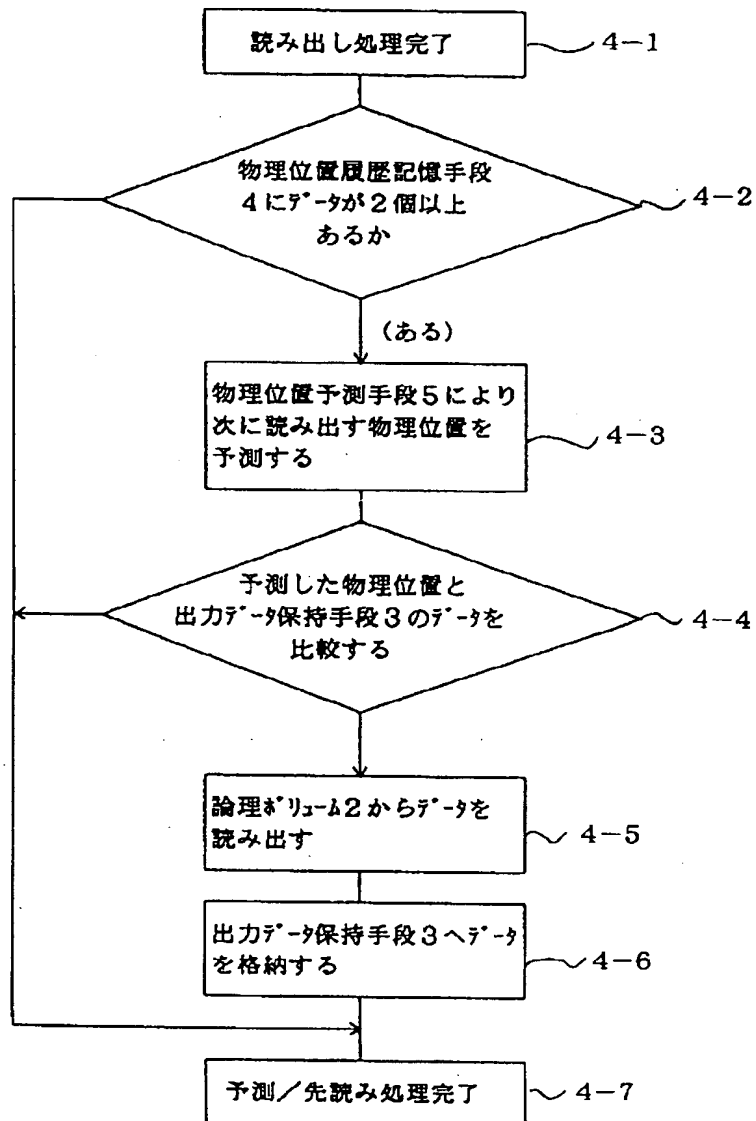 読み出し処理完了
4-1
物理位置履歴記憶手段
4にﾃﾞｰﾀが2個以上
あるか
4-2
(ある)
物理位置予測手段5により
次に読み出す物理位置を
予測する
4-3
予測した物理位置と
出力ﾃﾞｰﾀ保持手段3のﾃﾞｰﾀを
比較する
4-4
論理ﾎﾞﾘｭｰﾑ2からﾃﾞｰﾀを
読み出す
4-5
出力ﾃﾞｰﾀ保持手段3へﾃﾞｰﾀ
を格納する
4-6
予測/先読み処理完了
4-7